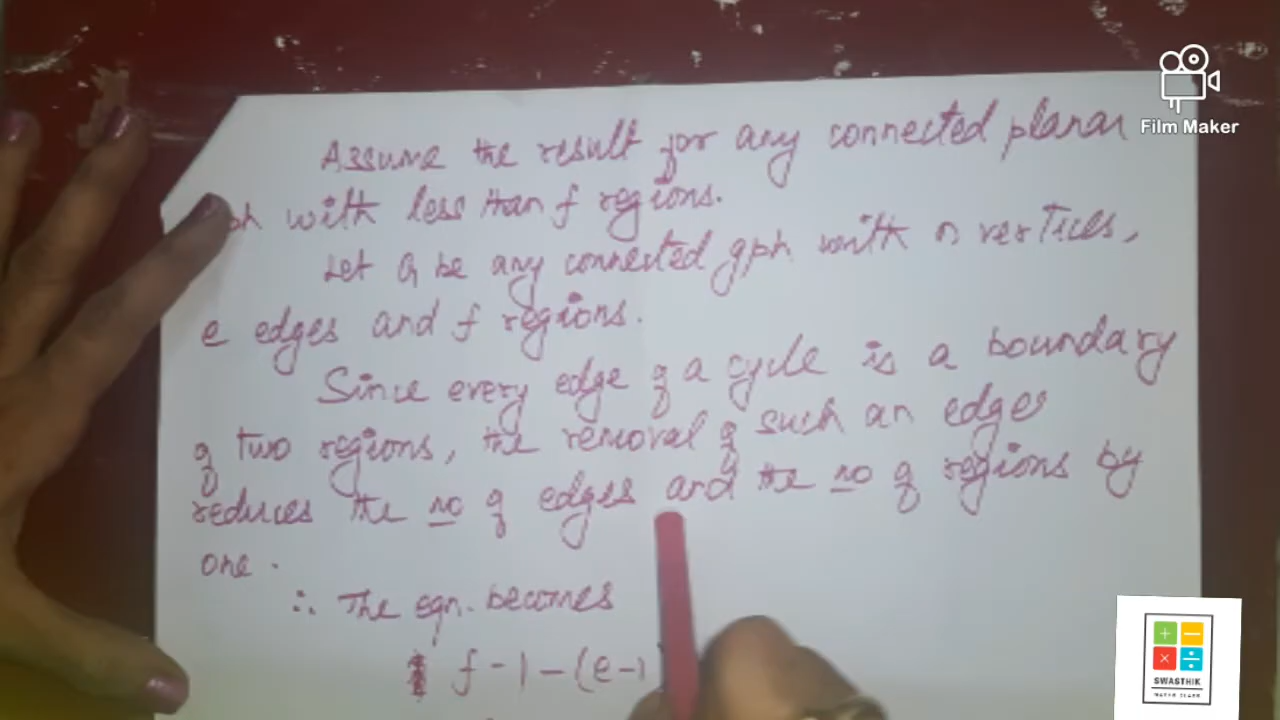 Assume the result for any connected planar
ph with less than f regions.
Let G be any connected gph with n vertices,
e edges and f regions.
Since every edge of a cycle is a boundary
of two regions, the removal of such an edge
reduces the no of edges and the no of regions by
one.
∴ The eqn. becomes
f - 1 - (e - 1
Film Maker
SWASTHIK